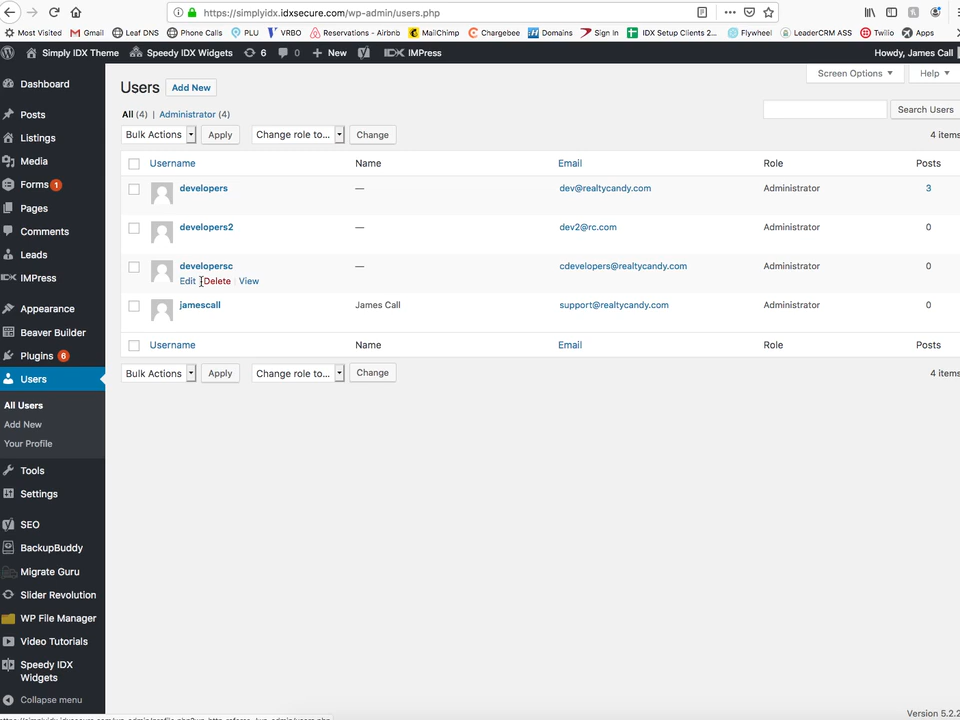 https://simplyidx.idxsecure.com/wp-admin/users.php
Most Visited Gmail Leaf DNS Phone Calls PLU VRBO Reservations - Airbnb MailChimp Chargebee Domains Sign In IDX Setup Clients 2... Flywheel LeaderCRM ASS Twilio Apps
Simply IDX Theme Speedy IDX Widgets 6 0 + New IMPress Howdy, James Call
Screen Options ▼ Help ▼
Users Add New
All (4) | Administrator (4)
Search Users
Bulk Actions Apply Change role to... Change 4 items
Username Name Email Role Posts
developers — dev@realtycandy.com Administrator 3
developers2 — dev2@rc.com Administrator 0
developersc — cdevelopers@realtycandy.com Administrator 0
Edit | Delete | View
jamescall James Call support@realtycandy.com Administrator 0
Username Name Email Role Posts
Bulk Actions Apply Change role to... Change 4 items
Dashboard
Posts
Listings
Media
Forms 1
Pages
Comments
Leads
IDX IMPress
Appearance
Beaver Builder
Plugins 6
Users
All Users
Add New
Your Profile
Tools
Settings
SEO
BackupBuddy
Migrate Guru
Slider Revolution
WP File Manager
Video Tutorials
Speedy IDX
Widgets
Collapse menu
Version 5.2.2